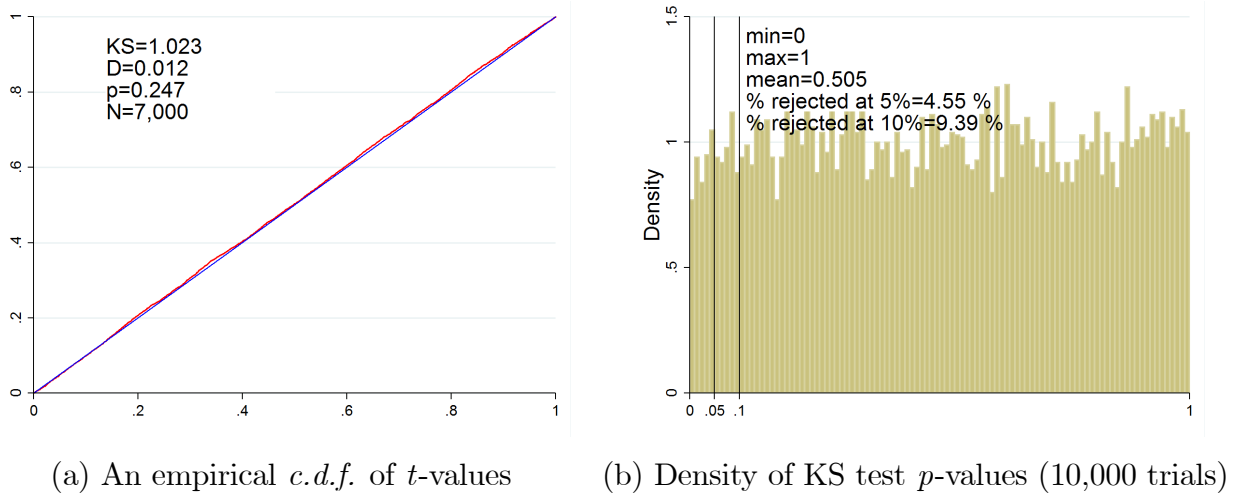 KS=1.023
D=0.012
p=0.247
N=7,000
1
.8
.6
.4
.2
0
0 .2 .4 .6 .8 1
(a) An empirical c.d.f. of t-values
min=0
max=1
mean=0.505
% rejected at 5%=4.55 %
% rejected at 10%=9.39 %
Density
1.5
1
.5
0
0 .05 .1 1
(b) Density of KS test p-values (10,000 trials)